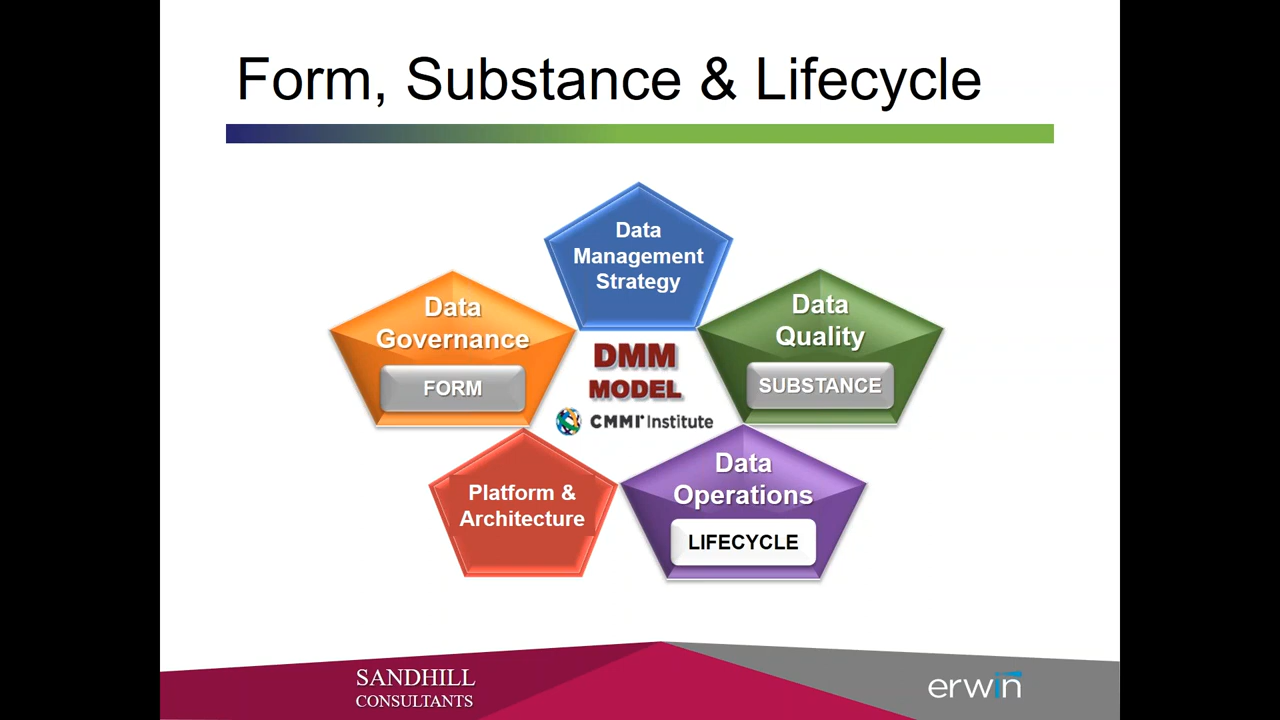 Form, Substance & Lifecycle
Data
Management
Strategy
Data
Governance
FORM
Data
Quality
SUBSTANCE
DMM
MODEL
CMMI Institute
Platform &
Architecture
Data
Operations
LIFECYCLE
SANDHILL
CONSULTANTS
erwin